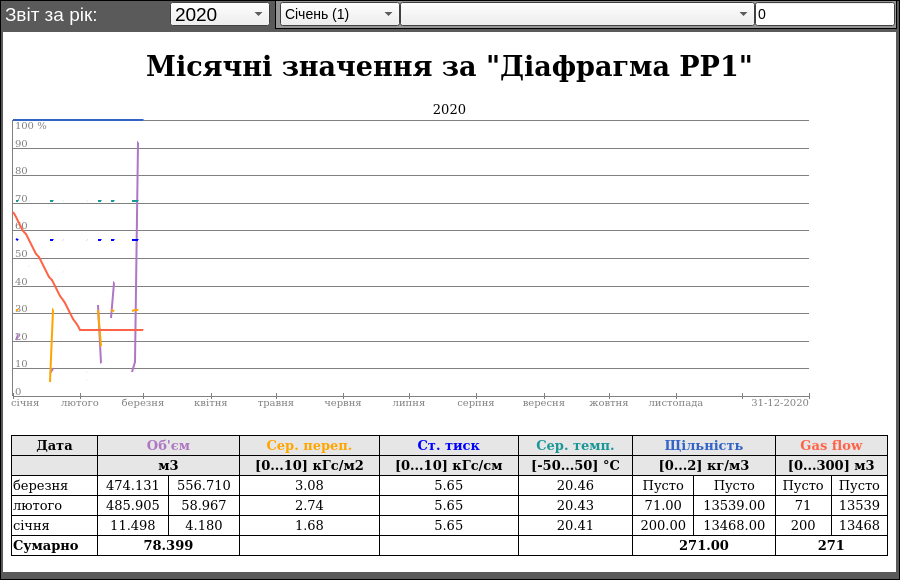 Звіт за рік: 2020 Січень (1) 0
Місячні значення за "Діафрагма PP1"
2020
100 %
90
80
70
60
50
40
30
20
10
0
січня лютого березня квітня травня червня липня серпня вересня жовтня листопада 31-12-2020
Дата Об'єм Сер. переп. Ст. тиск Сер. темп. Щільність Gas flow
м3 [0...10] кГс/м2 [0...10] кГс/см [-50...50] °C [0...2] кг/м3 [0...300] м3
березня 474.131 556.710 3.08 5.65 20.46 Пусто Пусто Пусто Пусто
лютого 485.905 58.967 2.74 5.65 20.43 71.00 13539.00 71 13539
січня 11.498 4.180 1.68 5.65 20.41 200.00 13468.00 200 13468
Сумарно 78.399 271.00 271